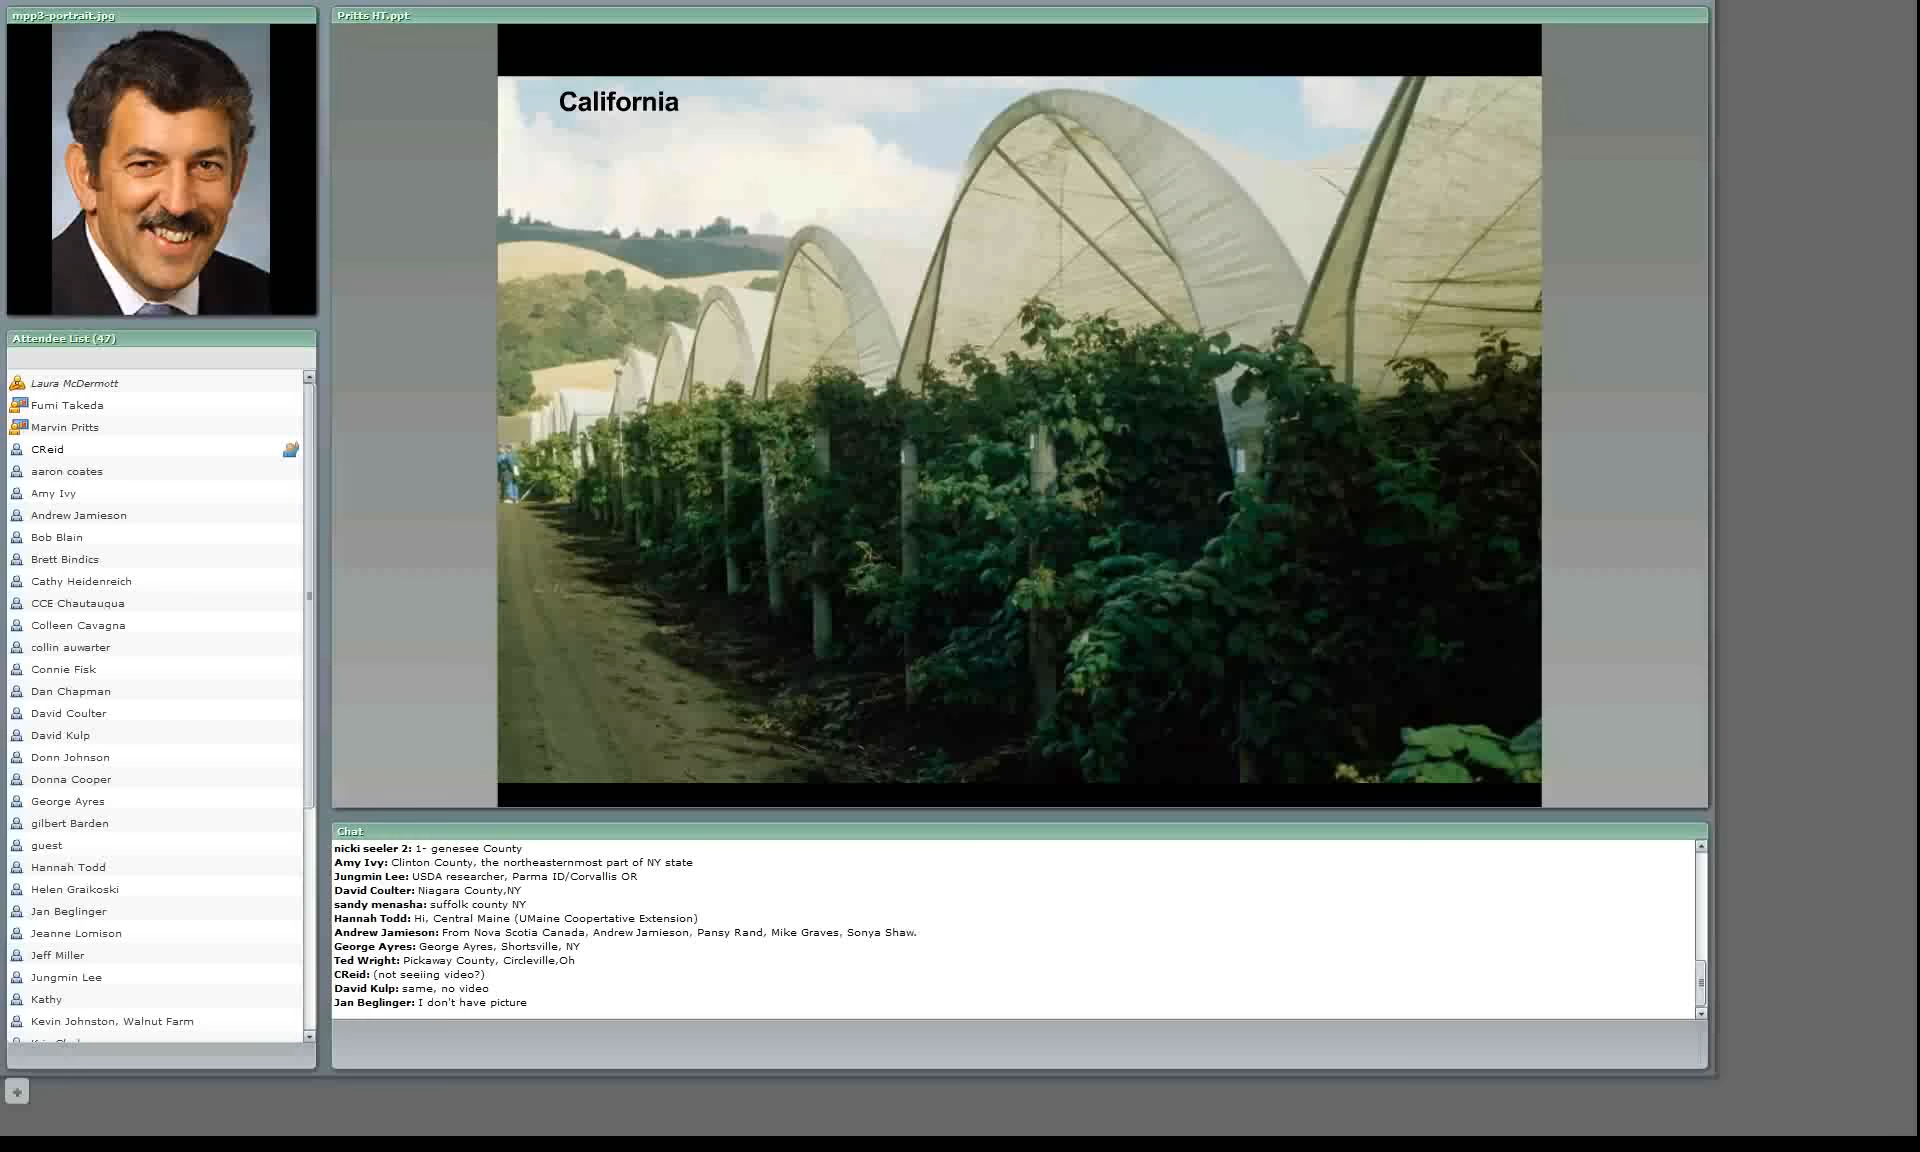 mpp3-portrait.jpg
Attendee List (47)
Laura McDermott
Fumi Takeda
Marvin Pritts
CReid
aaron coates
Amy Ivy
Andrew Jamieson
Bob Blain
Brett Bindics
Cathy Heidenreich
CCE Chautauqua
Colleen Cavagna
collin auwarter
Connie Fisk
Dan Chapman
David Coulter
David Kulp
Donn Johnson
Donna Cooper
George Ayres
gilbert Barden
guest
Hannah Todd
Helen Graikoski
Jan Beglinger
Jeanne Lomison
Jeff Miller
Jungmin Lee
Kathy
Kevin Johnston, Walnut Farm
Pritts HT.ppt
California
Chat
nicki seeler 2: 1- genesee County
Amy Ivy: Clinton County, the northeasternmost part of NY state
Jungmin Lee: USDA researcher, Parma ID/Corvallis OR
David Coulter: Niagara County,NY
sandy menasha: suffolk county NY
Hannah Todd: Hi, Central Maine (UMaine Coopertative Extension)
Andrew Jamieson: From Nova Scotia Canada, Andrew Jamieson, Pansy Rand, Mike Graves, Sonya Shaw.
George Ayres: George Ayres, Shortsville, NY
Ted Wright: Pickaway County, Circleville,Oh
CReid: (not seeiing video?)
David Kulp: same, no video
Jan Beglinger: I don't have picture